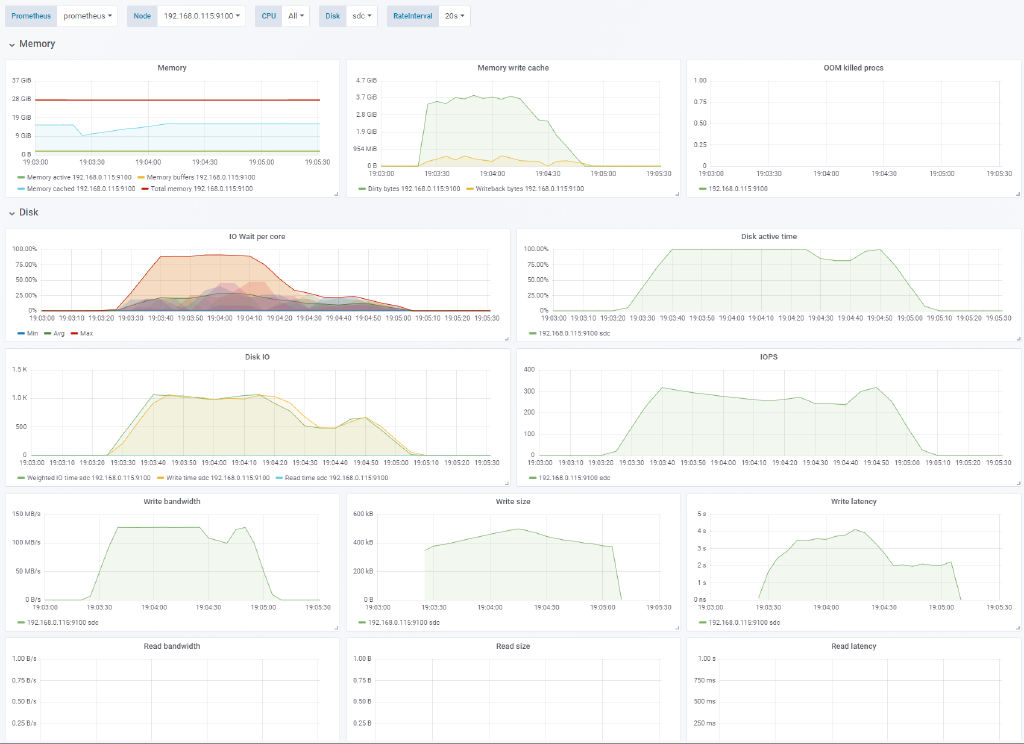 Prometheus prometheus Node 192.168.0.115:9100 CPU All Disk sdc RateInterval 20s
Memory
Memory
37 GiB
28 GiB
19 GiB
9 GiB
0 B
19:03:00 19:03:30 19:04:00 19:04:30 19:05:00 19:05:30
Memory active 192.168.0.115:9100 Memory buffers 192.168.0.115:9100
Memory cached 192.168.0.115:9100 Total memory 192.168.0.115:9100
Memory write cache
4.7 GiB
3.7 GiB
2.8 GiB
1.9 GiB
954 MiB
0 B
19:03:00 19:03:30 19:04:00 19:04:30 19:05:00 19:05:30
Dirty bytes 192.168.0.115:9100 Writeback bytes 192.168.0.115:9100
OOM killed procs
1.00
0.75
0.50
0.25
0
19:03:00 19:03:30 19:04:00 19:04:30 19:05:00 19:05:30
192.168.0.115:9100
Disk
IO Wait per core
100.00%
75.00%
50.00%
25.00%
0%
19:03:00 19:03:10 19:03:20 19:03:30 19:03:40 19:03:50 19:04:00 19:04:10 19:04:20 19:04:30 19:04:40 19:04:50 19:05:00 19:05:10 19:05:20 19:05:30
Min Avg Max
Disk active time
100.00%
75.00%
50.00%
25.00%
0%
19:03:00 19:03:10 19:03:20 19:03:30 19:03:40 19:03:50 19:04:00 19:04:10 19:04:20 19:04:30 19:04:40 19:04:50 19:05:00 19:05:10 19:05:20 19:05:30
192.168.0.115:9100 sdc
Disk IO
1.5 K
1.0 K
500
0
19:03:00 19:03:10 19:03:20 19:03:30 19:03:40 19:03:50 19:04:00 19:04:10 19:04:20 19:04:30 19:04:40 19:04:50 19:05:00 19:05:10 19:05:20 19:05:30
Weighted IO time sdc 192.168.0.115:9100 Write time sdc 192.168.0.115:9100 Read time sdc 192.168.0.115:9100
IOPS
400
300
200
100
0
19:03:00 19:03:10 19:03:20 19:03:30 19:03:40 19:03:50 19:04:00 19:04:10 19:04:20 19:04:30 19:04:40 19:04:50 19:05:00 19:05:10 19:05:20 19:05:30
192.168.0.115:9100 sdc
Write bandwidth
150 MB/s
100 MB/s
50 MB/s
0 B/s
19:03:00 19:03:30 19:04:00 19:04:30 19:05:00 19:05:30
192.168.0.115:9100 sdc
Write size
600 kB
400 kB
200 kB
0 B
19:03:00 19:03:30 19:04:00 19:04:30 19:05:00 19:05:30
192.168.0.115:9100 sdc
Write latency
5 s
4 s
3 s
2 s
1 s
0 ms
19:03:00 19:03:30 19:04:00 19:04:30 19:05:00 19:05:30
192.168.0.115:9100 sdc
Read bandwidth
1.00 B/s
0.75 B/s
0.50 B/s
0.25 B/s
Read size
1.00 B
0.75 B
0.50 B
0.25 B
Read latency
1.00 s
750 ms
500 ms
250 ms